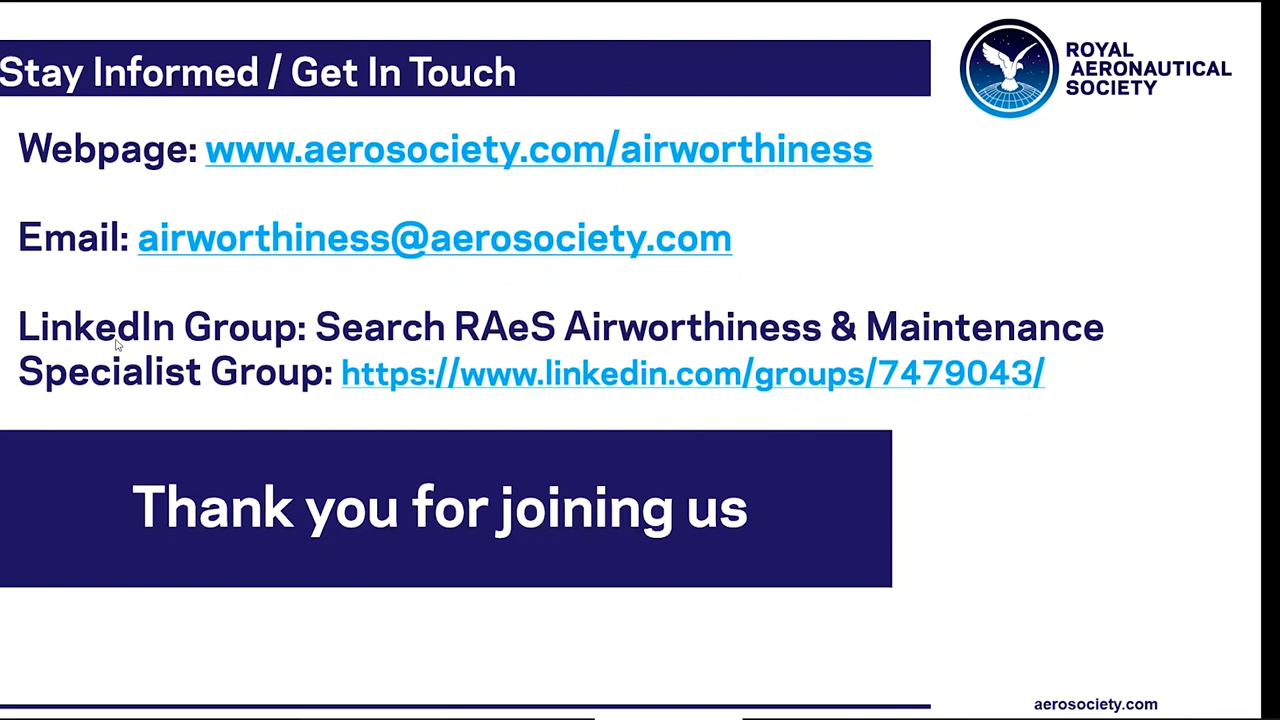 Stay Informed / Get In Touch
ROYAL
AERONAUTICAL
SOCIETY
Webpage: www.aerosociety.com/airworthiness
Email: airworthiness@aerosociety.com
LinkedIn Group: Search RAeS Airworthiness & Maintenance
Specialist Group: https://www.linkedin.com/groups/7479043/
Thank you for joining us
aerosociety.com